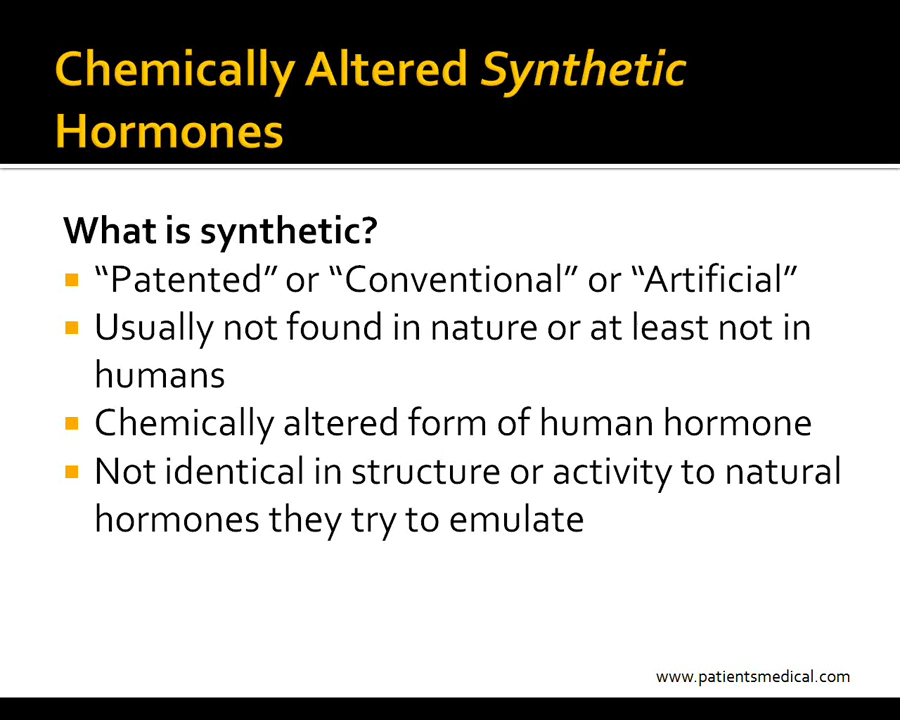 Chemically Altered Synthetic
Hormones
What is synthetic?
“Patented” or “Conventional” or “Artificial”
Usually not found in nature or at least not in
humans
Chemically altered form of human hormone
Not identical in structure or activity to natural
hormones they try to emulate
www.patientsmedical.com